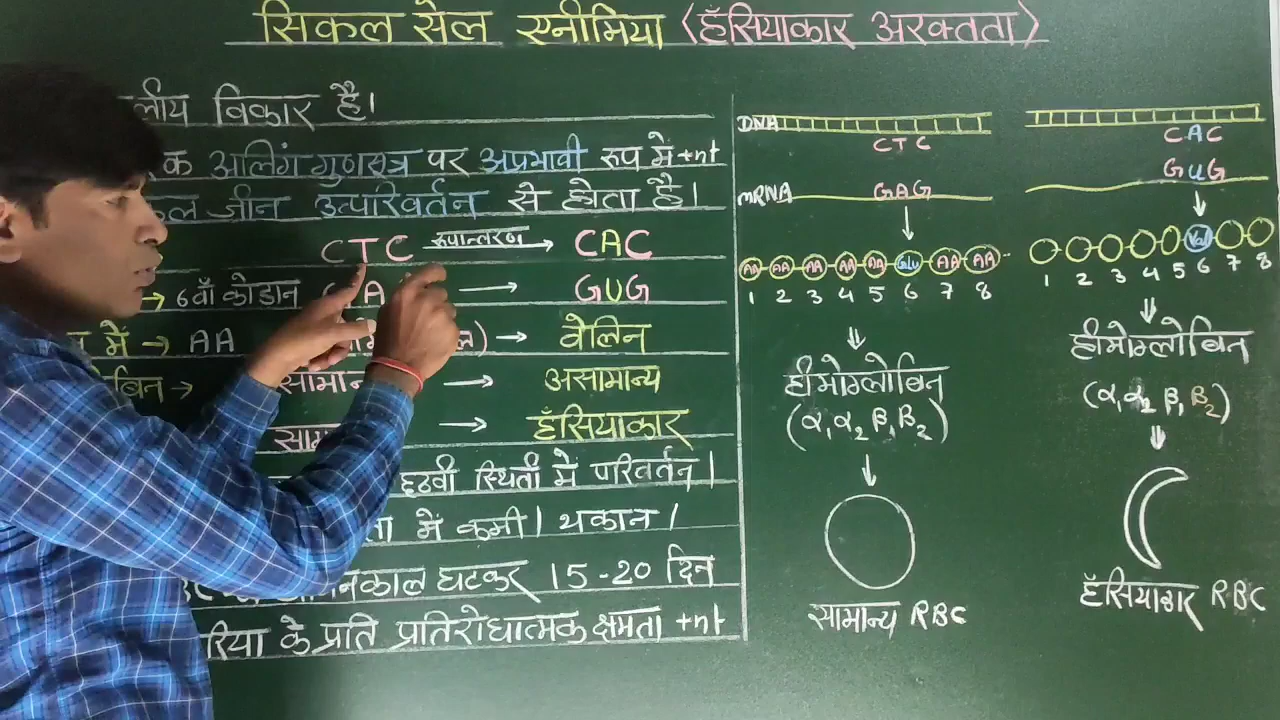 सिकल सेल एनीमिया (हँसियाकार अरक्तता)
विकार है।
अलिंग गुणसूत्र पर अप्रभावी रूप में +nt
जीन उत्परिवर्तन से होता है।
CTC रूपान्तरण → CAC
→ 6वाँ कोडान A → GUG
में → AA → वेलिन
→ → असामान्य
→ हँसियाकार
छठवी स्थिती में परिवर्तन।
में कमी। थकान।
घटकर 15-20 दिन
के प्रति प्रतिरोधात्मक क्षमता +nt
DNA
CTC
mRNA
GAG
AA AA AA AA AA Glu AA AA
1 2 3 4 5 6 7 8
हीमोग्लोबिन
(α₁ α₂ β₁ β₂)
सामान्य RBC
CAC
GUG
Val
1 2 3 4 5 6 7 8
हीमोग्लोबिन
(α₁ α₂ β₁ β₂)
हँसियाकार RBC